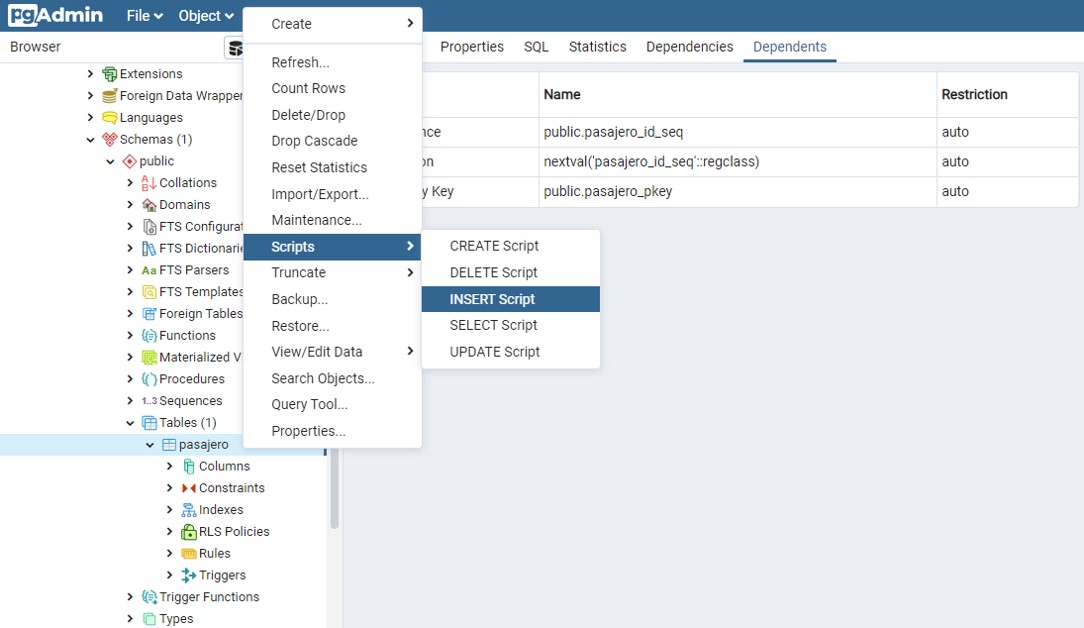 pgAdmin File Object
Browser
Properties SQL Statistics Dependencies Dependents
Extensions
Foreign Data Wrapper
Languages
Schemas (1)
public
Collations
Domains
FTS Configurat
FTS Dictionarie
FTS Parsers
FTS Templates
Foreign Tables
Functions
Materialized V
Procedures
1..3 Sequences
Tables (1)
pasajero
Columns
Constraints
Indexes
RLS Policies
Rules
Triggers
Trigger Functions
Types
Create
Refresh...
Count Rows
Delete/Drop
Drop Cascade
Reset Statistics
Import/Export...
Maintenance...
Scripts
Truncate
Backup...
Restore...
View/Edit Data
Search Objects...
Query Tool...
Properties...
CREATE Script
DELETE Script
INSERT Script
SELECT Script
UPDATE Script
Name Restriction
nce public.pasajero_id_seq auto
on nextval('pasajero_id_seq'::regclass) auto
y Key public.pasajero_pkey auto